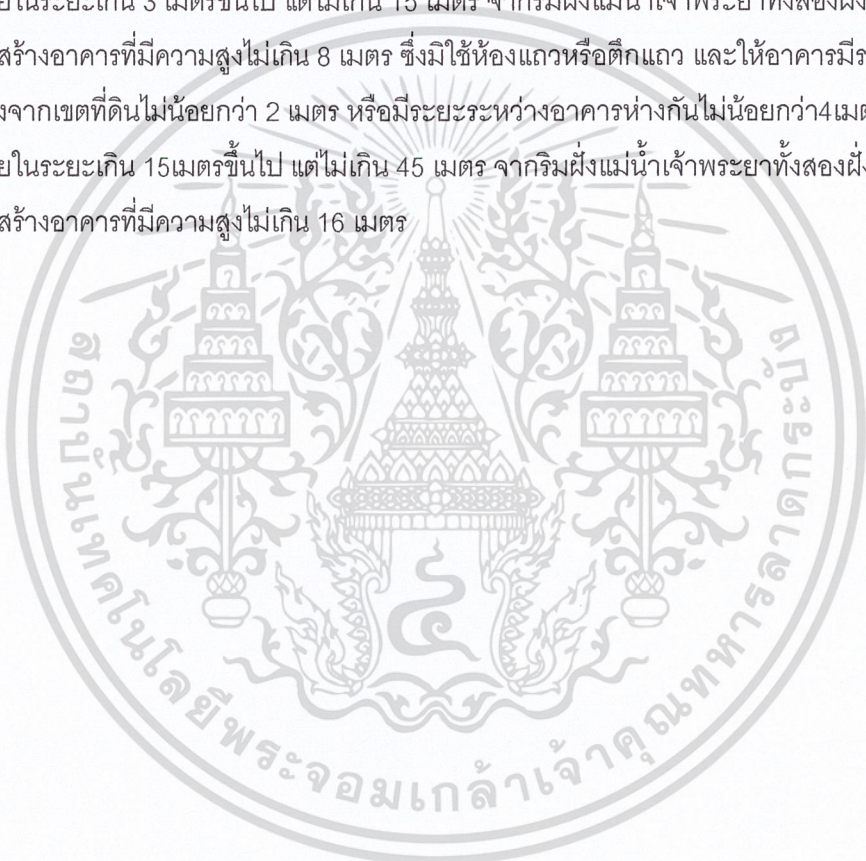 ยในระยะเกิน 3 เมตรขึ้นไป แต่ไม่เกิน 15 เมตร จากริมฝั่งแม่น้ำเจ้าพระยาทั้งสองฝั่ง
สร้างอาคารที่มีความสูงไม่เกิน 8 เมตร ซึ่งมิใช่ห้องแถวหรือตึกแถว และให้อาคารมีร
งจากเขตที่ดินไม่น้อยกว่า 2 เมตร หรือมีระยะระหว่างอาคารห่างกันไม่น้อยกว่า4เมต
ยในระยะเกิน 15เมตรขึ้นไป แต่ไม่เกิน 45 เมตร จากริมฝั่งแม่น้ำเจ้าพระยาทั้งสองฝั่ง
สร้างอาคารที่มีความสูงไม่เกิน 16 เมตร
สถาบันเทคโนโลยีพระจอมเกล้าเจ้าคุณทหารลาดกระบัง
๔